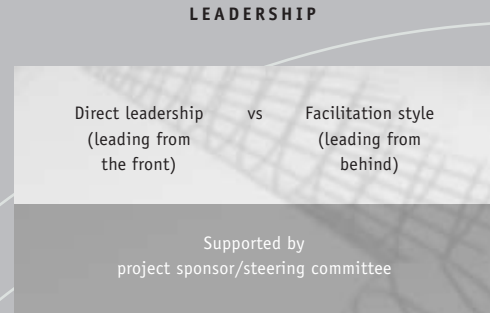 LEADERSHIP
Direct leadership vs Facilitation style
(leading from (leading from
the front) behind)
Supported by
project sponsor/steering committee